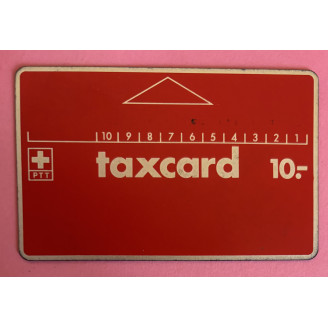 10 | 9 | 8 | 7 | 6 | 5 | 4 | 3 | 2 | 1 |
PTT taxcard 10.-